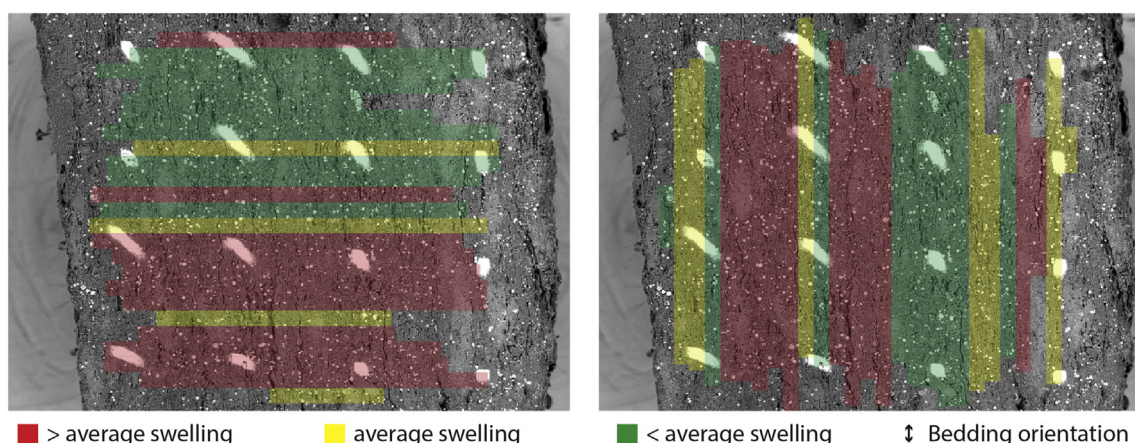 > average swelling
average swelling
< average swelling
↕ Bedding orientation